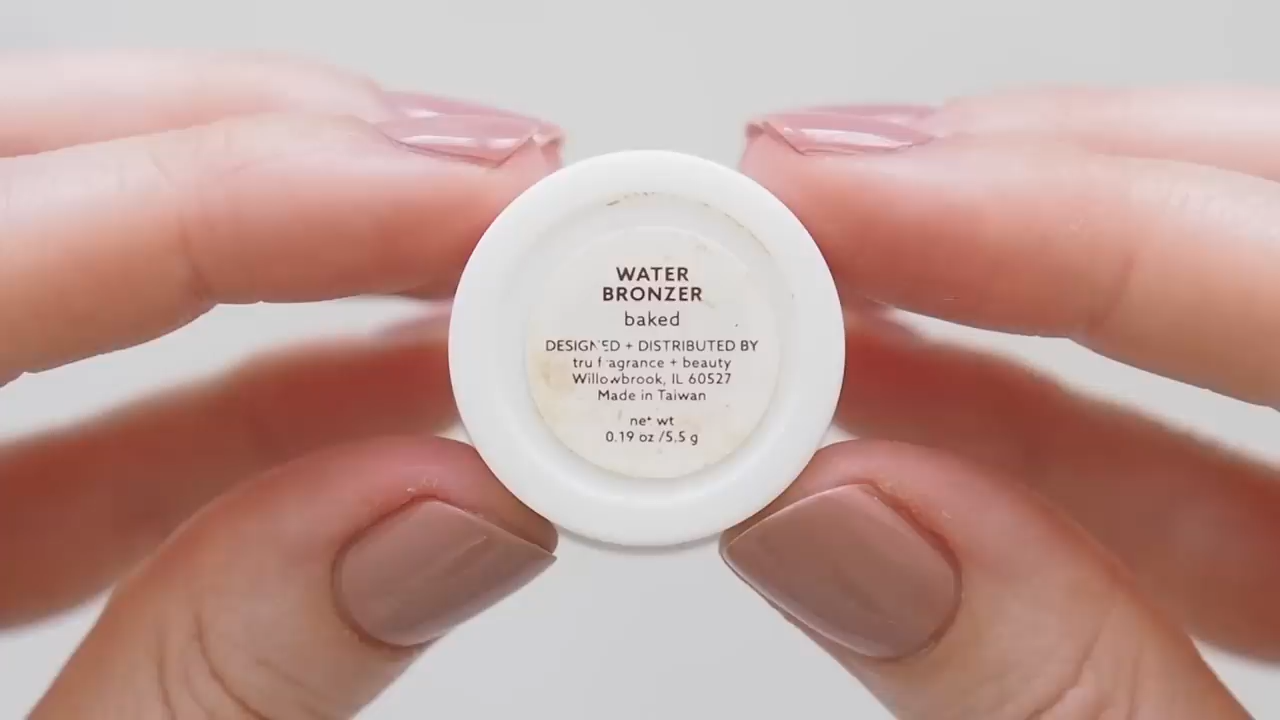 WATER
BRONZER
baked
DESIGNED + DISTRIBUTED BY
tru fragrance + beauty
Willowbrook, IL 60527
Made in Taiwan
net wt
0.19 oz /5.5 g